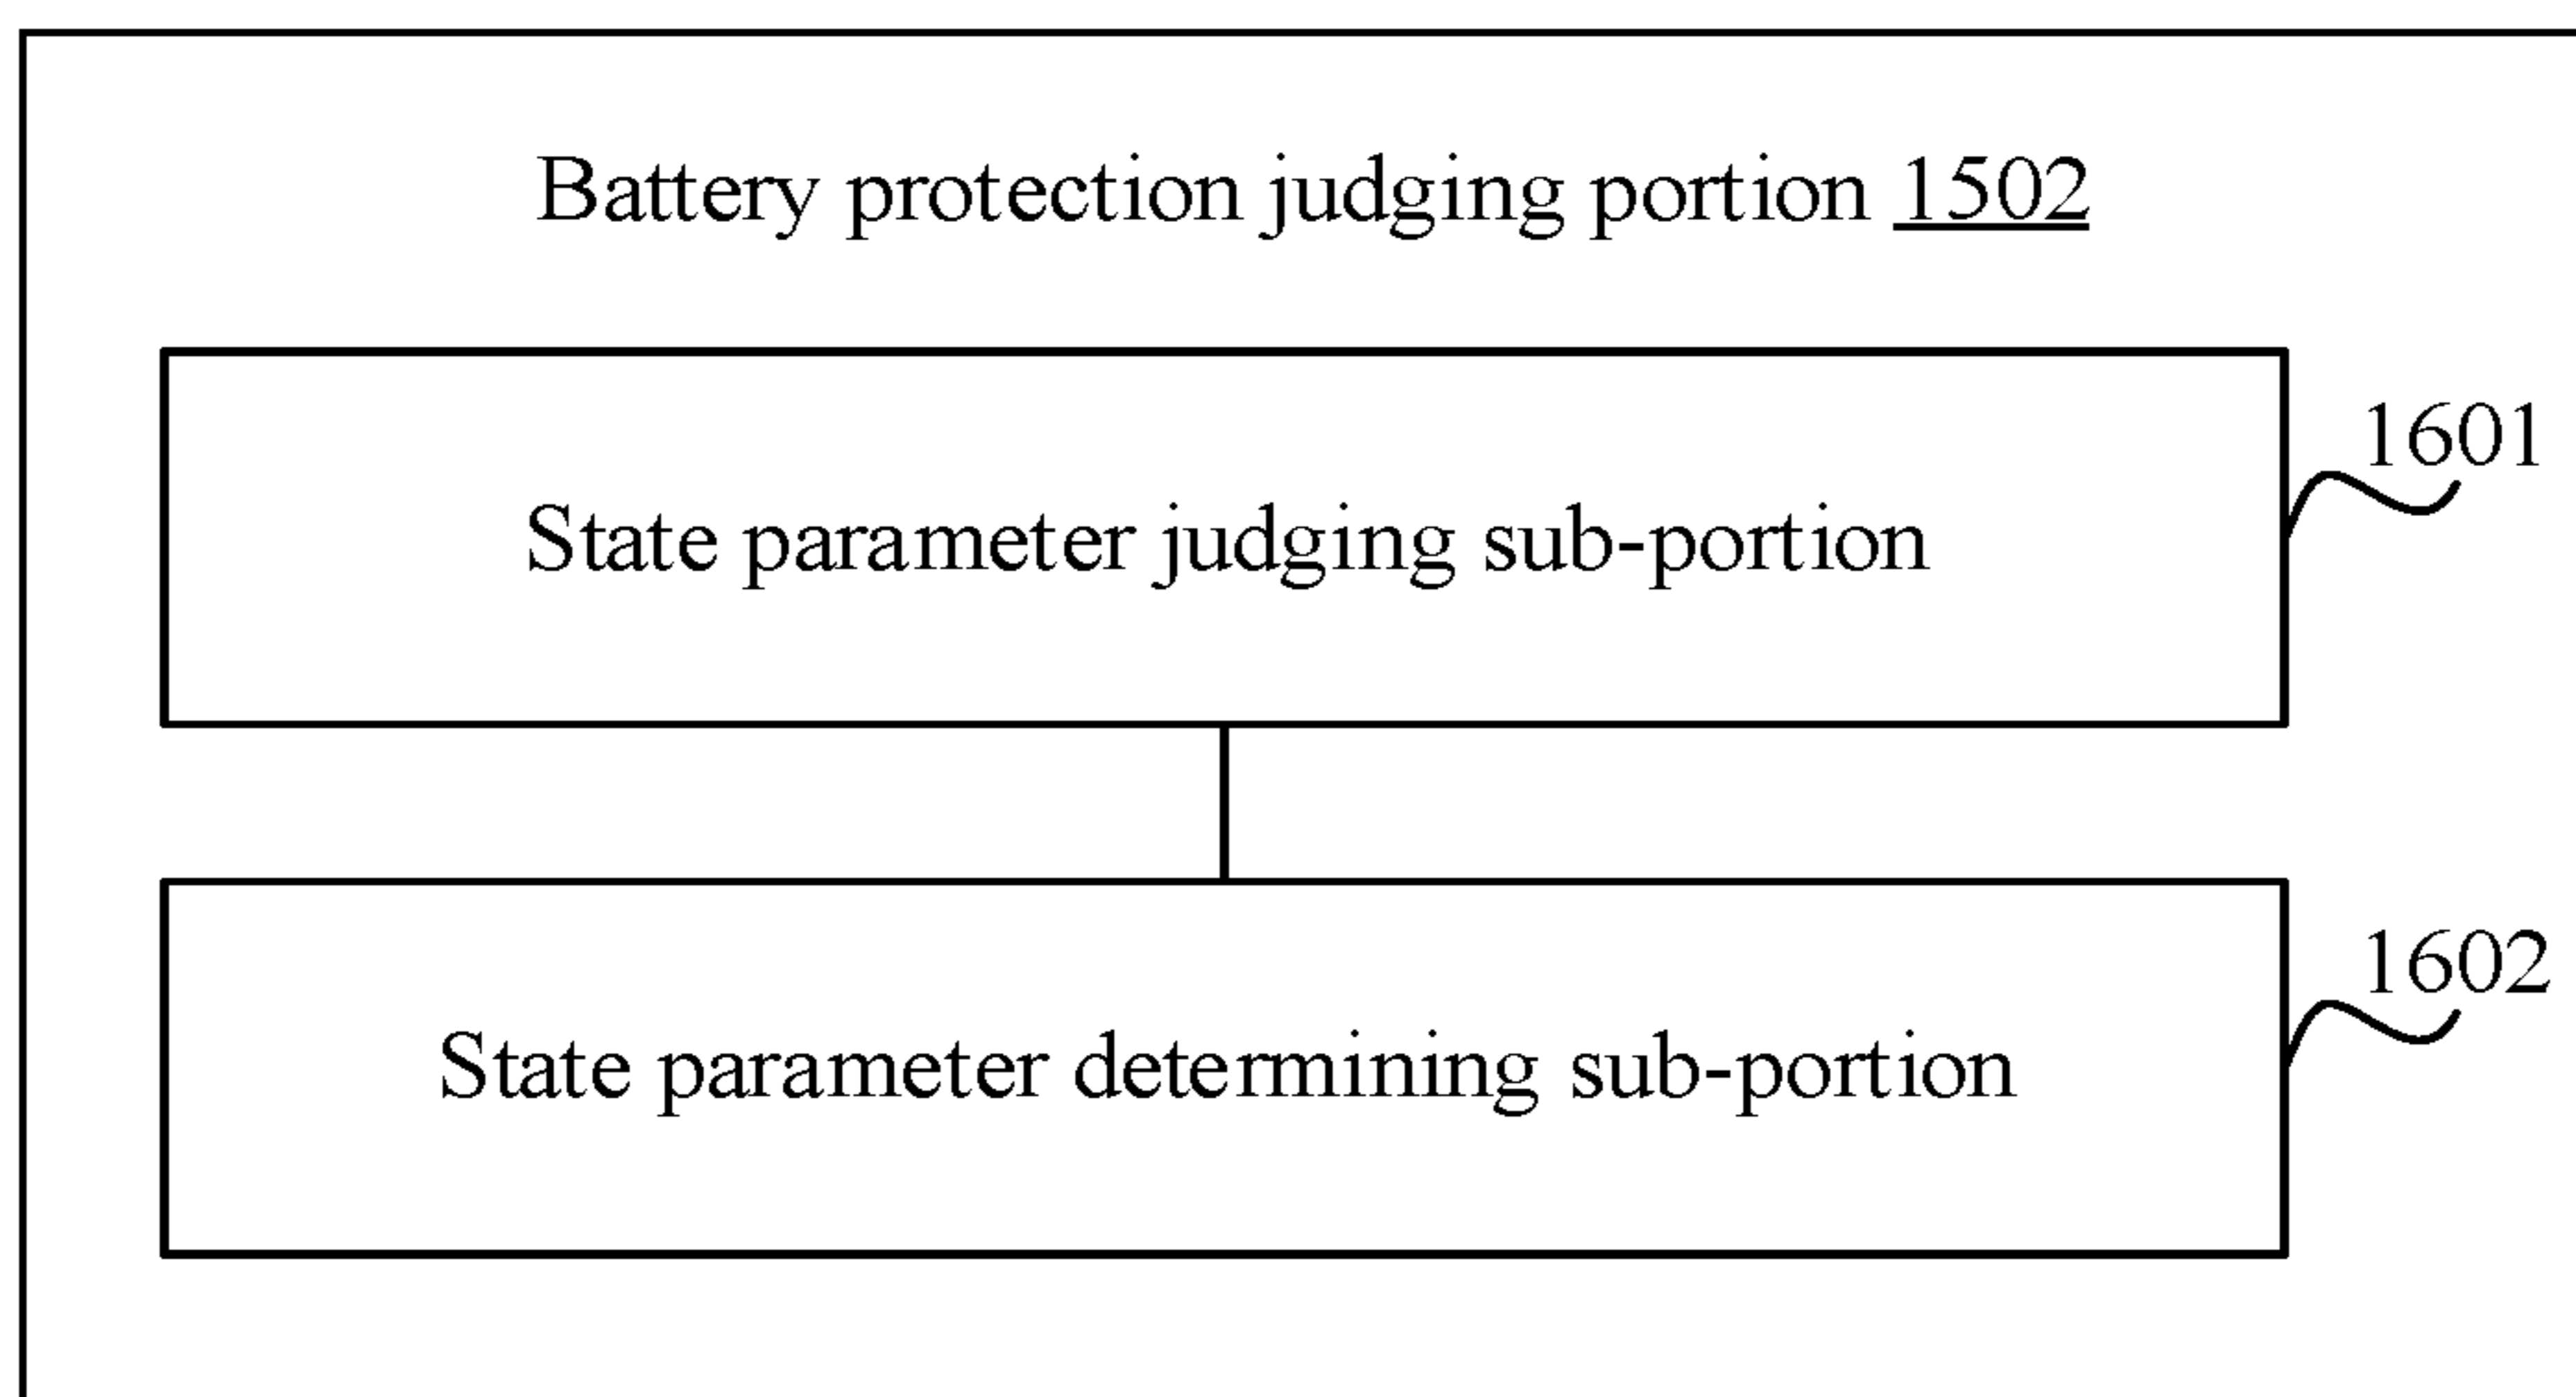 Battery protection judging portion 1502
1601
State parameter judging sub-portion
1602
State parameter determining sub-portion